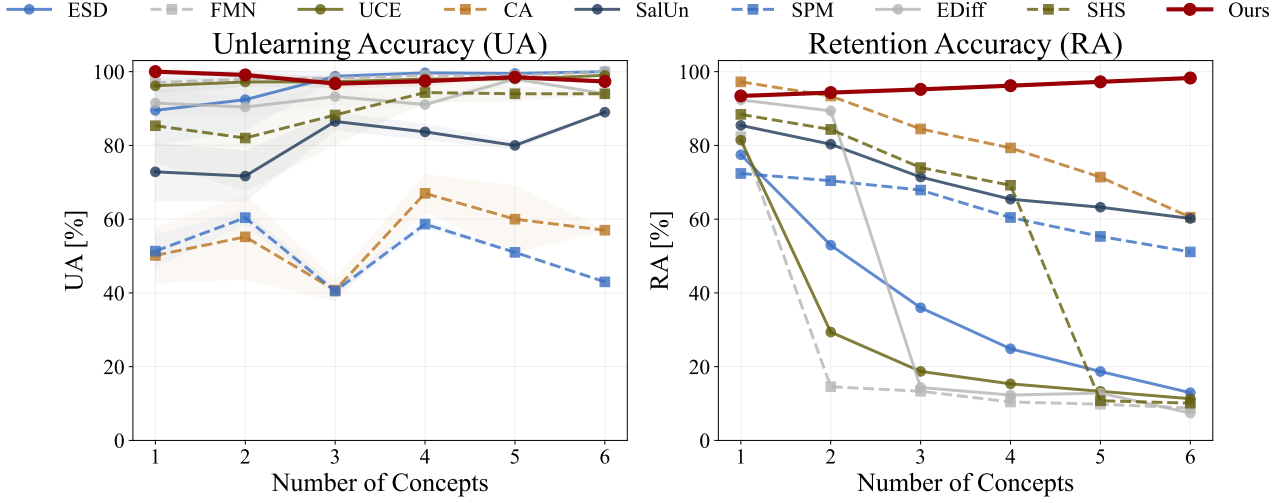 ESD FMN UCE CA SalUn SPM EDiff SHS Ours
Unlearning Accuracy (UA)
UA [%]
100
80
60
40
20
0
1 2 3 4 5 6
Number of Concepts
Retention Accuracy (RA)
RA [%]
100
80
60
40
20
0
1 2 3 4 5 6
Number of Concepts